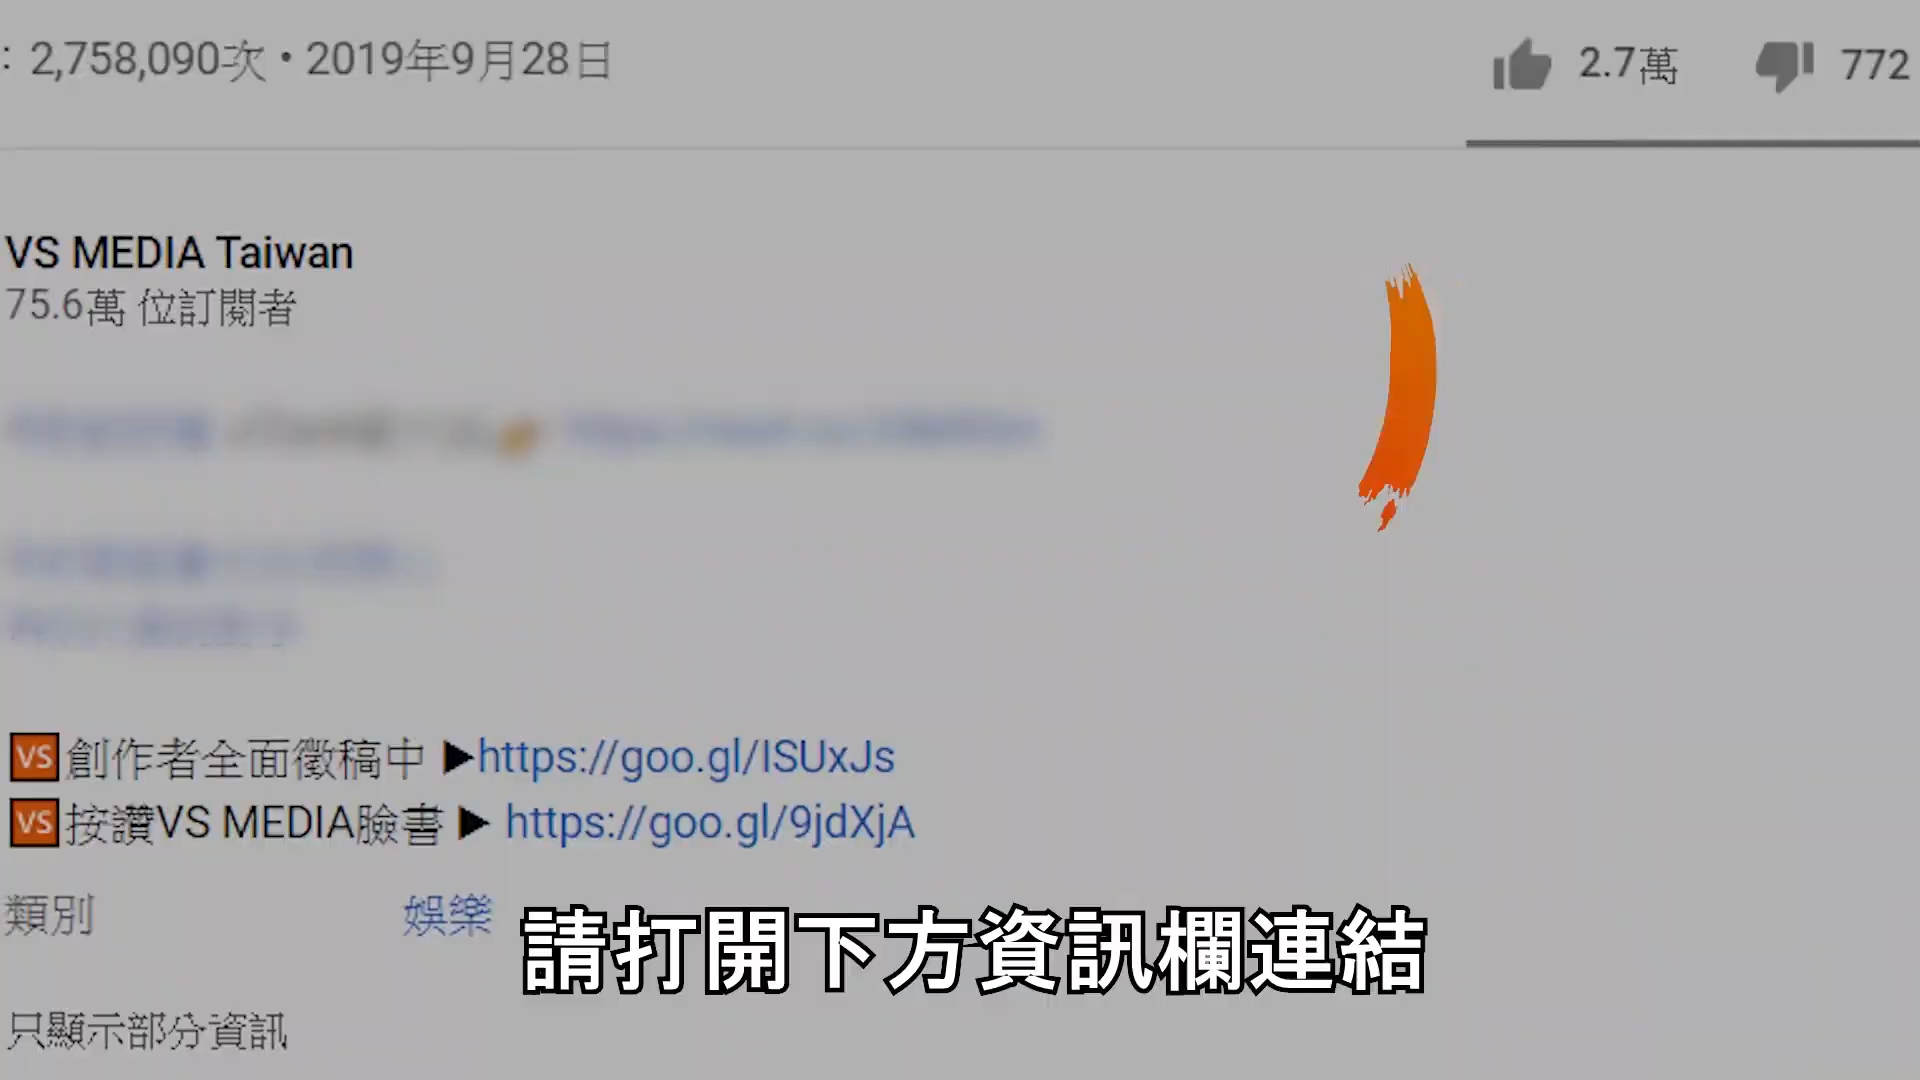 ：2,758,090次 • 2019年9月28日
2.7萬
772
VS MEDIA Taiwan
75.6萬 位訂閱者
VS創作者全面徵稿中 ▶https://goo.gl/ISUxJs
VS按讚VS MEDIA臉書 ▶ https://goo.gl/9jdXjA
類別 娛樂
請打開下方資訊欄連結
只顯示部分資訊